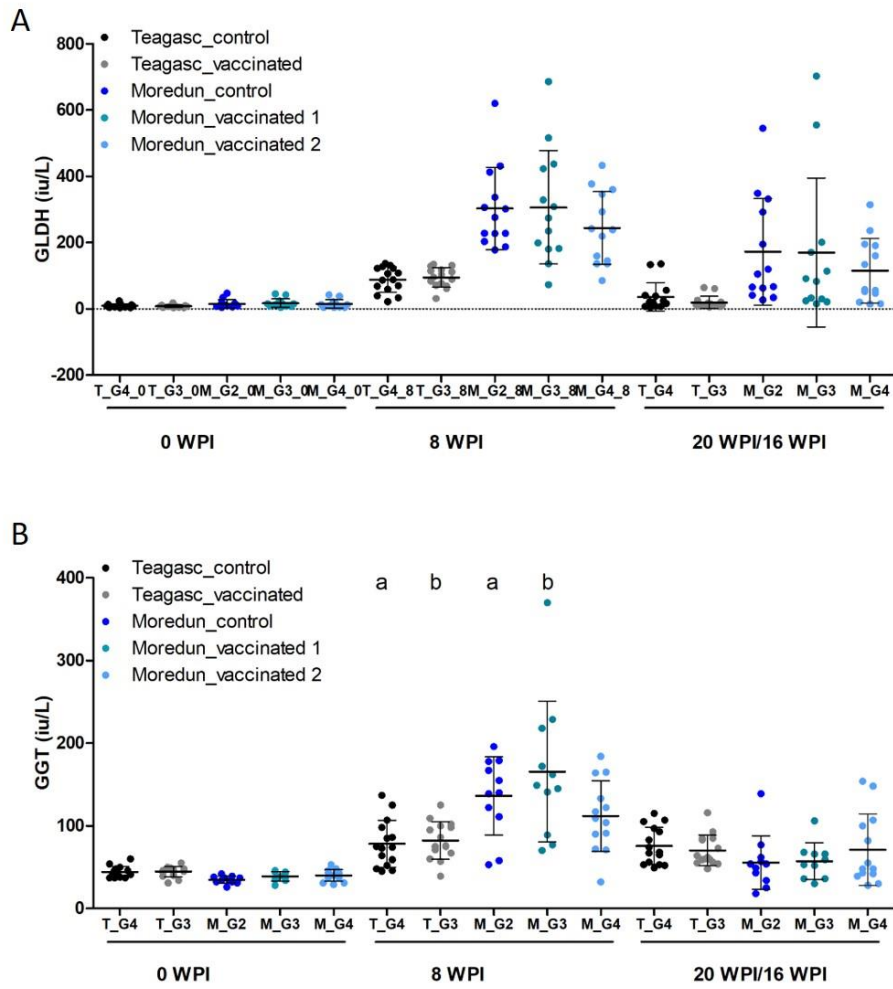 A
800
600
400
200
0
-200
GLDH (iu/L)
Teagasc_control
Teagasc_vaccinated
Moredun_control
Moredun_vaccinated 1
Moredun_vaccinated 2
T_G4_0 T_G3_0 M_G2_0 M_G3_0 M_G4_0 T_G4_8 T_G3_8 M_G2_8 M_G3_8 M_G4_8 T_G4 T_G3 M_G2 M_G3 M_G4
0 WPI 8 WPI 20 WPI/16 WPI
B
400
300
200
100
0
GGT (iu/L)
Teagasc_control
Teagasc_vaccinated
Moredun_control
Moredun_vaccinated 1
Moredun_vaccinated 2
a b a b
T_G4 T_G3 M_G2 M_G3 M_G4 T_G4 T_G3 M_G2 M_G3 M_G4 T_G4 T_G3 M_G2 M_G3 M_G4
0 WPI 8 WPI 20 WPI/16 WPI